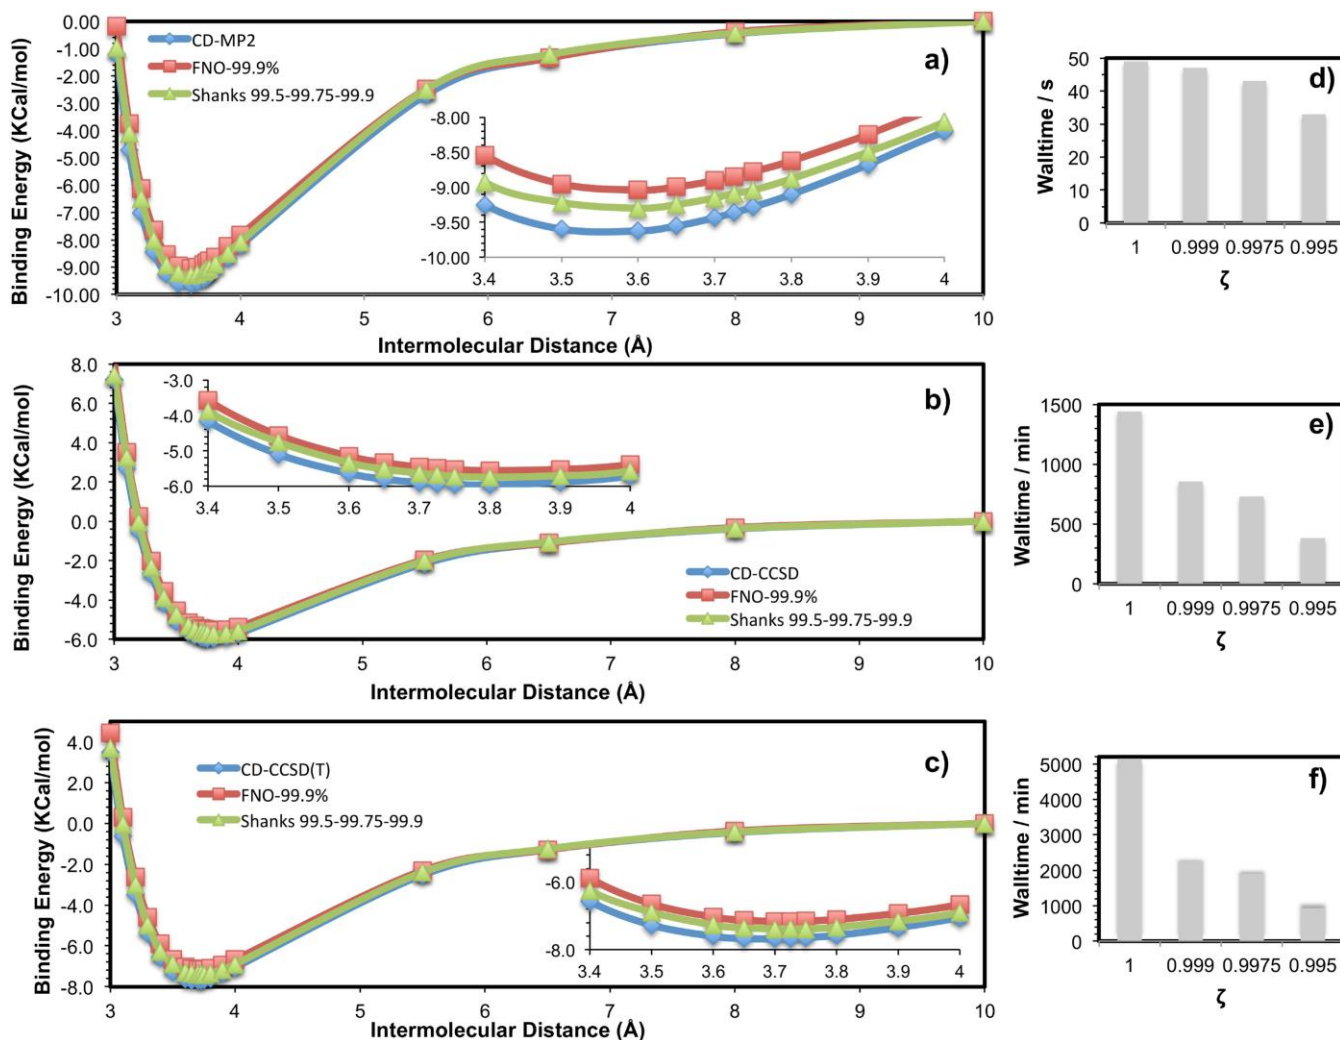 a)
Binding Energy (KCal/mol)
0.00
-1.00
-2.00
-3.00
-4.00
-5.00
-6.00
-7.00
-8.00
-9.00
-10.00
CD-MP2
FNO-99.9%
Shanks 99.5-99.75-99.9
-8.00
-8.50
-9.00
-9.50
-10.00
3.4 3.5 3.6 3.7 3.8 3.9 4
3 4 5 6 7 8 9 10
Intermolecular Distance (Å)
d)
Walltime / s
50
40
30
20
10
0
1 0.999 0.9975 0.995
ζ
b)
Binding Energy (KCal/mol)
8.0
6.0
4.0
2.0
0.0
-2.0
-4.0
-6.0
-3.0
-4.0
-5.0
-6.0
3.4 3.5 3.6 3.7 3.8 3.9 4
CD-CCSD
FNO-99.9%
Shanks 99.5-99.75-99.9
3 4 5 6 7 8 9 10
Intermolecular Distance (Å)
e)
Walltime / min
1500
1000
500
0
1 0.999 0.9975 0.995
ζ
c)
Binding Energy (KCal/mol)
4.0
2.0
0.0
-2.0
-4.0
-6.0
-8.0
CD-CCSD(T)
FNO-99.9%
Shanks 99.5-99.75-99.9
-6.0
-8.0
3.4 3.5 3.6 3.7 3.8 3.9 4
3 4 5 6 7 8 9 10
Intermolecular Distance (Å)
f)
Walltime / min
5000
4000
3000
2000
1000
0
1 0.999 0.9975 0.995
ζ